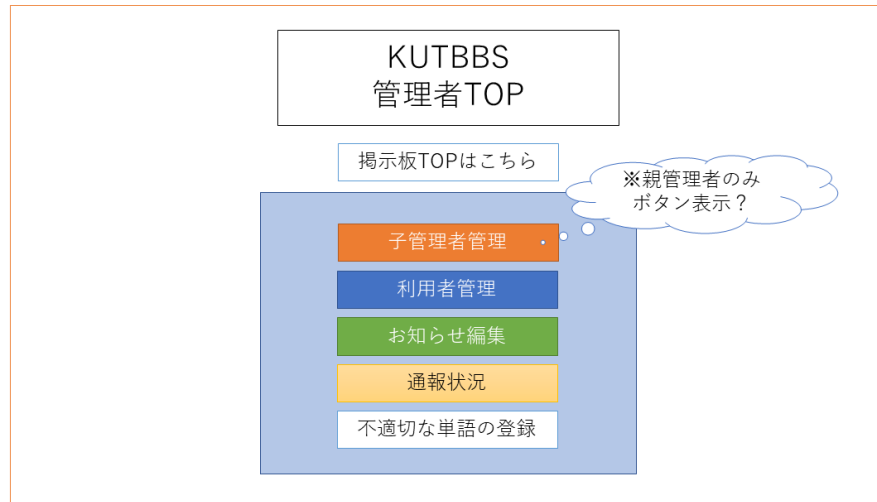 KUTBBS
管理者TOP
掲示板TOPはこちら
※親管理者のみ
ボタン表示？
子管理者管理
利用者管理
お知らせ編集
通報状況
不適切な単語の登録